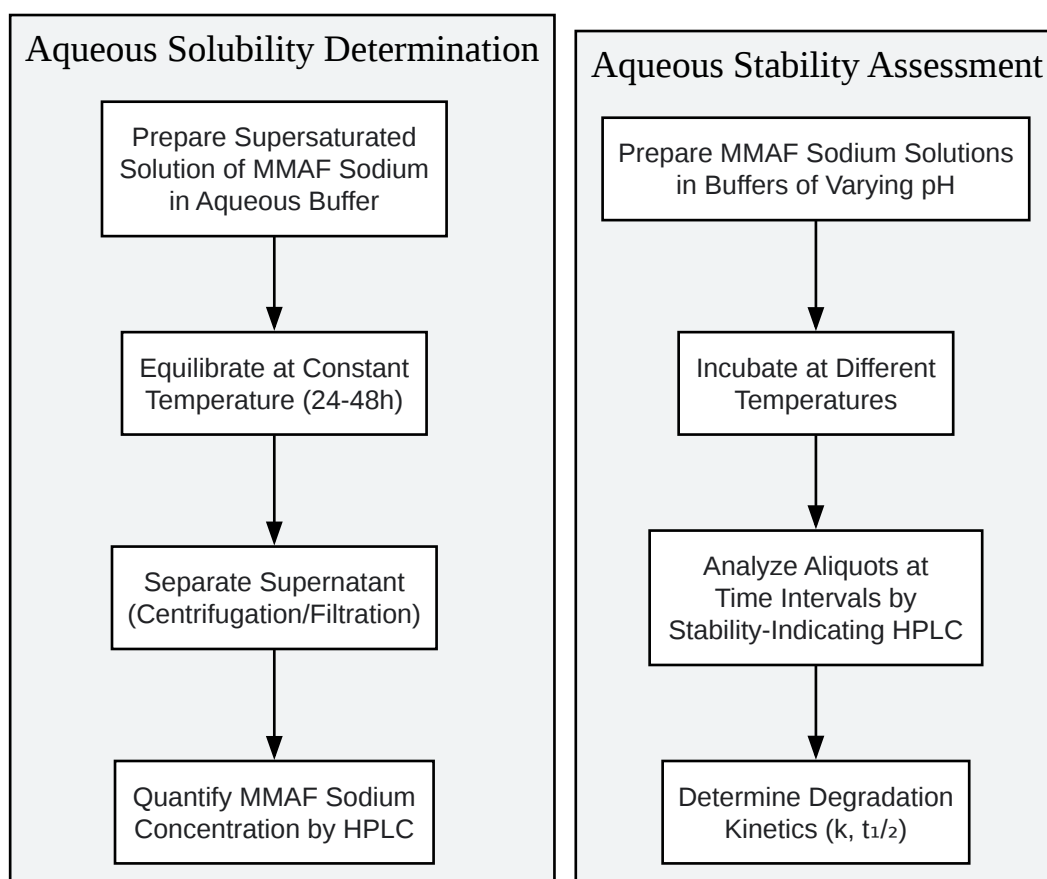 Aqueous Solubility Determination
Prepare Supersaturated
Solution of MMAF Sodium
in Aqueous Buffer
Equilibrate at Constant
Temperature (24-48h)
Separate Supernatant
(Centrifugation/Filtration)
Quantify MMAF Sodium
Concentration by HPLC
Aqueous Stability Assessment
Prepare MMAF Sodium Solutions
in Buffers of Varying pH
Incubate at Different
Temperatures
Analyze Aliquots at
Time Intervals by
Stability-Indicating HPLC
Determine Degradation
Kinetics (k, t₁/₂)